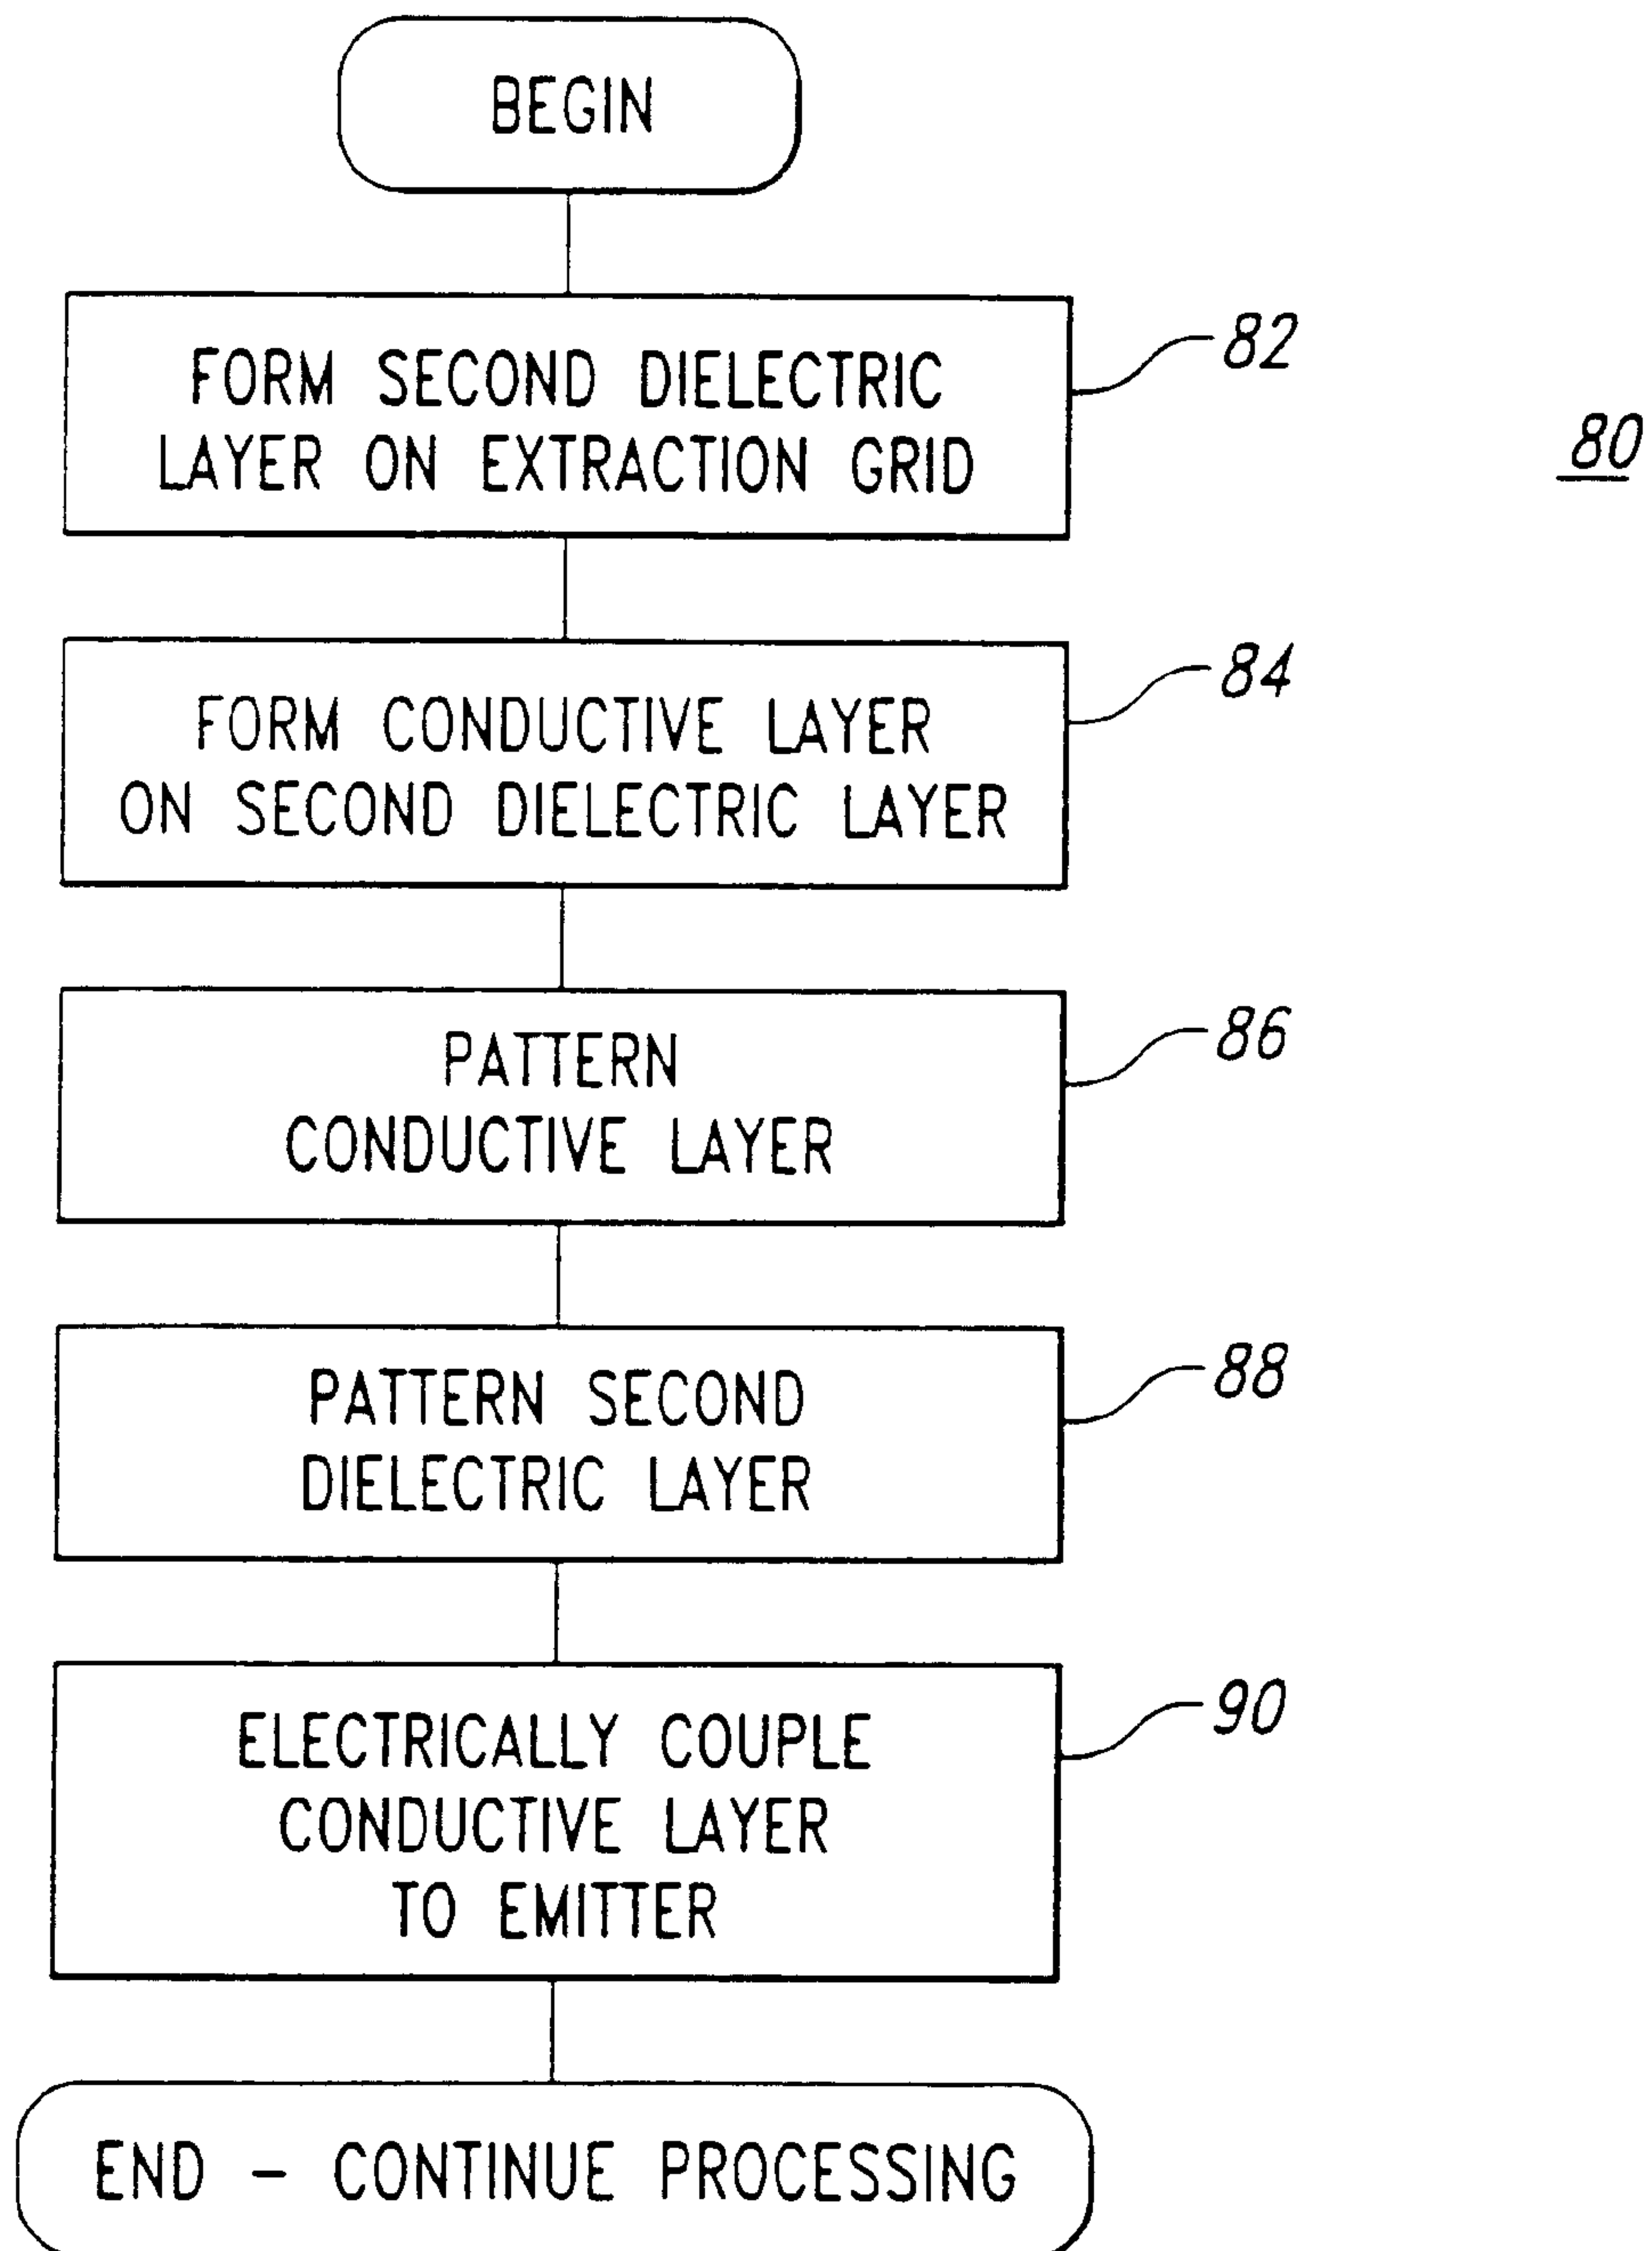 BEGIN
FORM SECOND DIELECTRIC
LAYER ON EXTRACTION GRID
82
80
FORM CONDUCTIVE LAYER
ON SECOND DIELECTRIC LAYER
84
PATTERN
CONDUCTIVE LAYER
86
PATTERN SECOND
DIELECTRIC LAYER
88
ELECTRICALLY COUPLE
CONDUCTIVE LAYER
TO EMITTER
90
END - CONTINUE PROCESSING